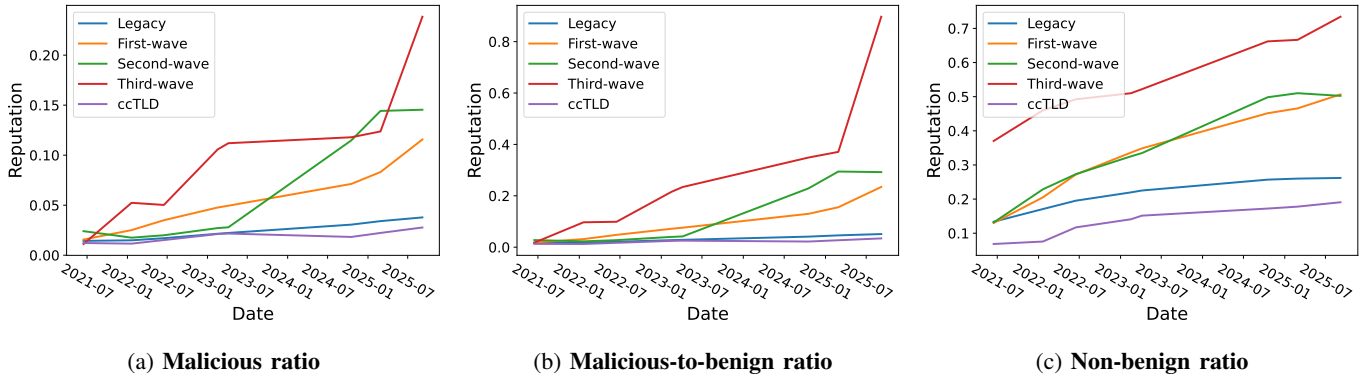 Reputation
0.20
0.15
0.10
0.05
0.00
Legacy
First-wave
Second-wave
Third-wave
ccTLD
2021-07
2022-01
2022-07
2023-01
2023-07
2024-01
2024-07
2025-01
2025-07
Date
(a) Malicious ratio
Reputation
0.8
0.6
0.4
0.2
0.0
Legacy
First-wave
Second-wave
Third-wave
ccTLD
2021-07
2022-01
2022-07
2023-01
2023-07
2024-01
2024-07
2025-01
2025-07
Date
(b) Malicious-to-benign ratio
Reputation
0.7
0.6
0.5
0.4
0.3
0.2
0.1
Legacy
First-wave
Second-wave
Third-wave
ccTLD
2021-07
2022-01
2022-07
2023-01
2023-07
2024-01
2024-07
2025-01
2025-07
Date
(c) Non-benign ratio